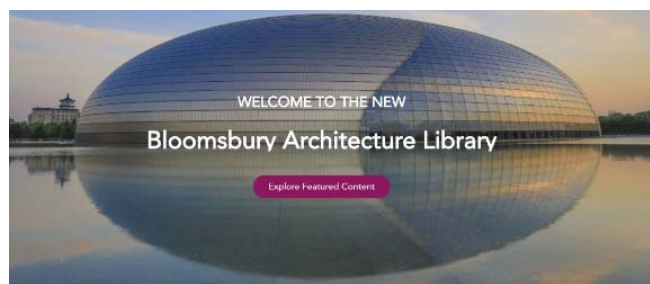 WELCOME TO THE NEW
Bloomsbury Architecture Library
Explore Featured Content